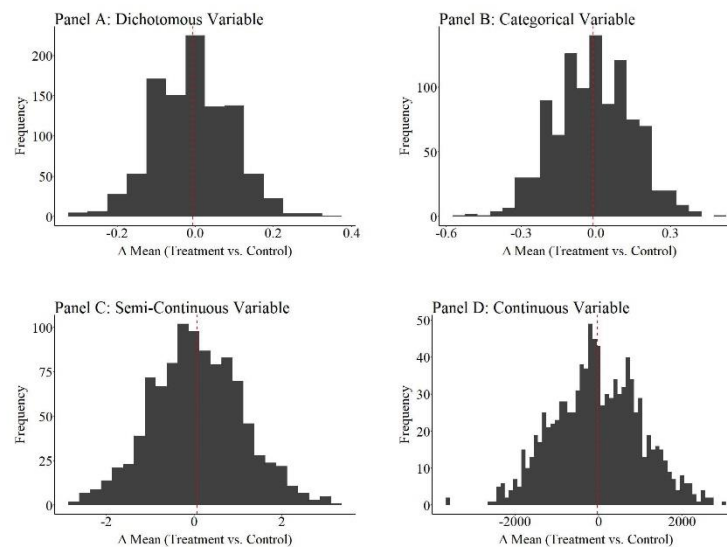 Panel A: Dichotomous Variable
Frequency
200
150
100
50
0
-0.2
0.0
0.2
0.4
Δ Mean (Treatment vs. Control)
Panel B: Categorical Variable
Frequency
100
50
0
-0.6
-0.3
0.0
0.3
Δ Mean (Treatment vs. Control)
Panel C: Semi-Continuous Variable
Frequency
100
75
50
25
0
-2
0
2
Δ Mean (Treatment vs. Control)
Panel D: Continuous Variable
Frequency
50
40
30
20
10
0
-2000
0
2000
Δ Mean (Treatment vs. Control)